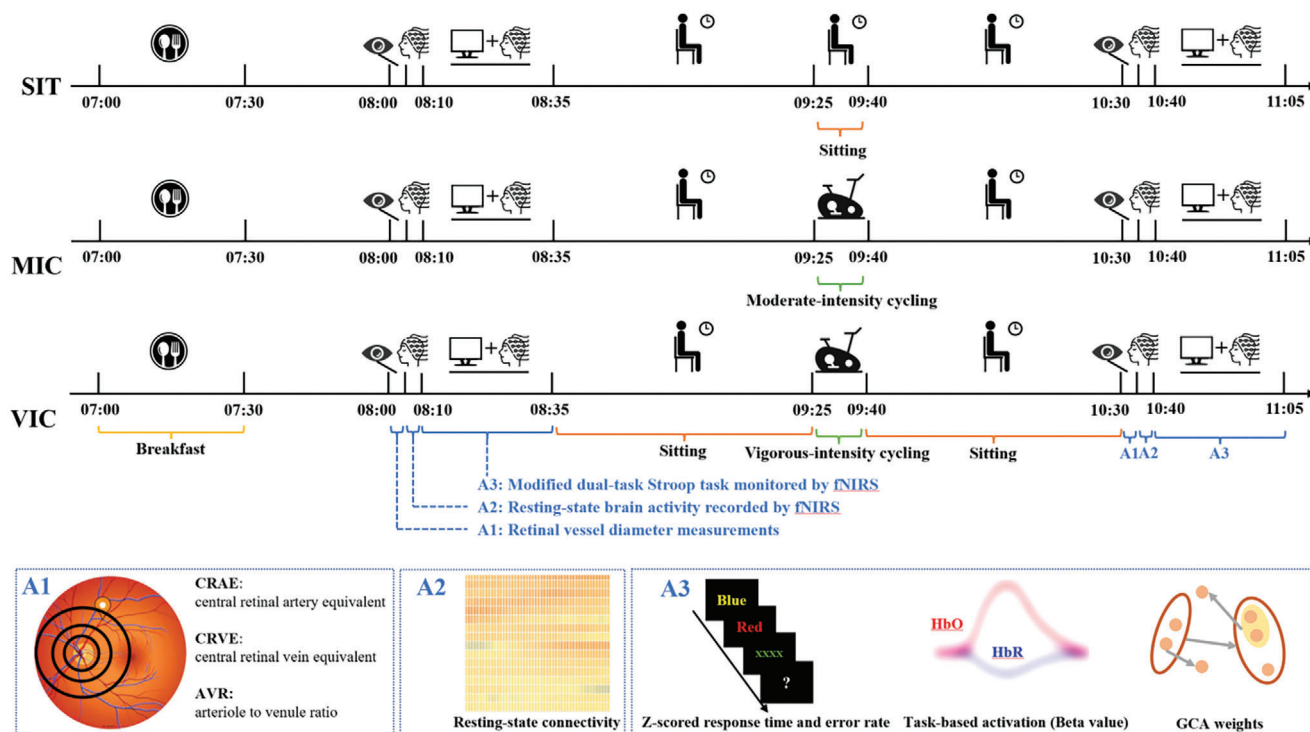 SIT
07:00 07:30 08:00 08:10 08:35 09:25 09:40 10:30 10:40 11:05
Sitting
MIC
07:00 07:30 08:00 08:10 08:35 09:25 09:40 10:30 10:40 11:05
Moderate-intensity cycling
VIC
07:00 07:30 08:00 08:10 08:35 09:25 09:40 10:30 10:40 11:05
Breakfast Sitting Vigorous-intensity cycling Sitting A1 A2 A3
A3: Modified dual-task Stroop task monitored by fNIRS
A2: Resting-state brain activity recorded by fNIRS
A1: Retinal vessel diameter measurements
A1
CRAE:
central retinal artery equivalent
CRVE:
central retinal vein equivalent
AVR:
arteriole to venule ratio
A2
Resting-state connectivity
A3
Blue
Red
xxxx
?
Z-scored response time and error rate
HbO
HbR
Task-based activation (Beta value)
GCA weights